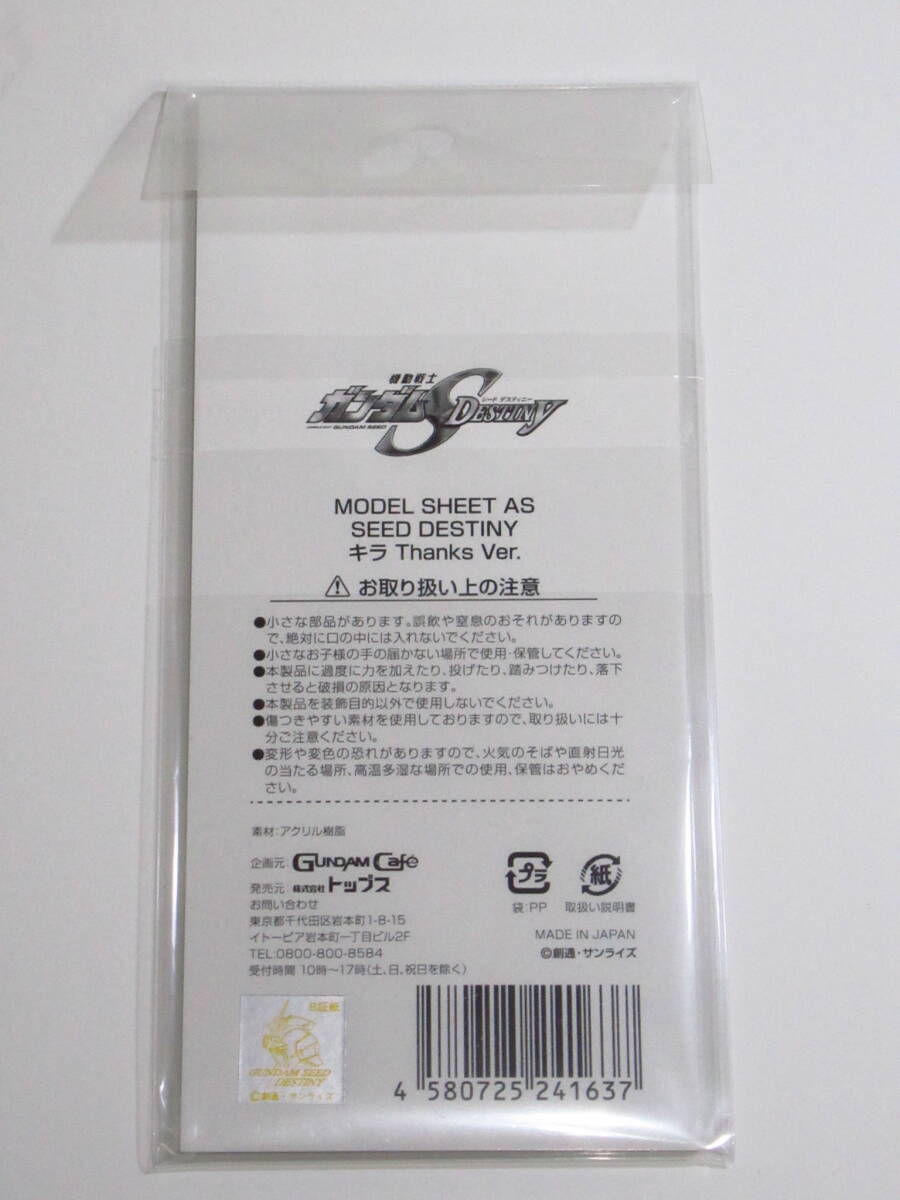 機動戦士
ガンダムS
シード デスティニー
DESTINY
GUNDAM SEED
MODEL SHEET AS
SEED DESTINY
キラ Thanks Ver.
お取り扱い上の注意
●小さな部品があります。誤飲や窒息のおそれがありますの
で、絶対に口の中には入れないでください。
●小さなお子様の手の届かない場所で使用・保管してください。
●本製品に過度に力を加えたり、投げたり、踏みつけたり、落下
させると破損の原因となります。
●本製品を装飾目的以外で使用しないでください。
●傷つきやすい素材を使用しておりますので、取り扱いには十
分ご注意ください。
●変形や変色の恐れがありますので、火気のそばや直射日光
の当たる場所、高温多湿な場所での使用、保管はおやめくだ
さい。
素材:アクリル樹脂
企画元: GUNDAM Café
発売元: 株式会社トップス
お問い合わせ
東京都千代田区岩本町1-8-15
イトーピア岩本町一丁目ビル2F
TEL:0800-800-8584
受付時間 10時〜17時(土、日、祝日を除く)
プラ
袋:PP
紙
取扱い説明書
MADE IN JAPAN
©創通・サンライズ
証紙
GUNDAM SEED
DESTINY
©創通・サンライズ
4 580725 241637